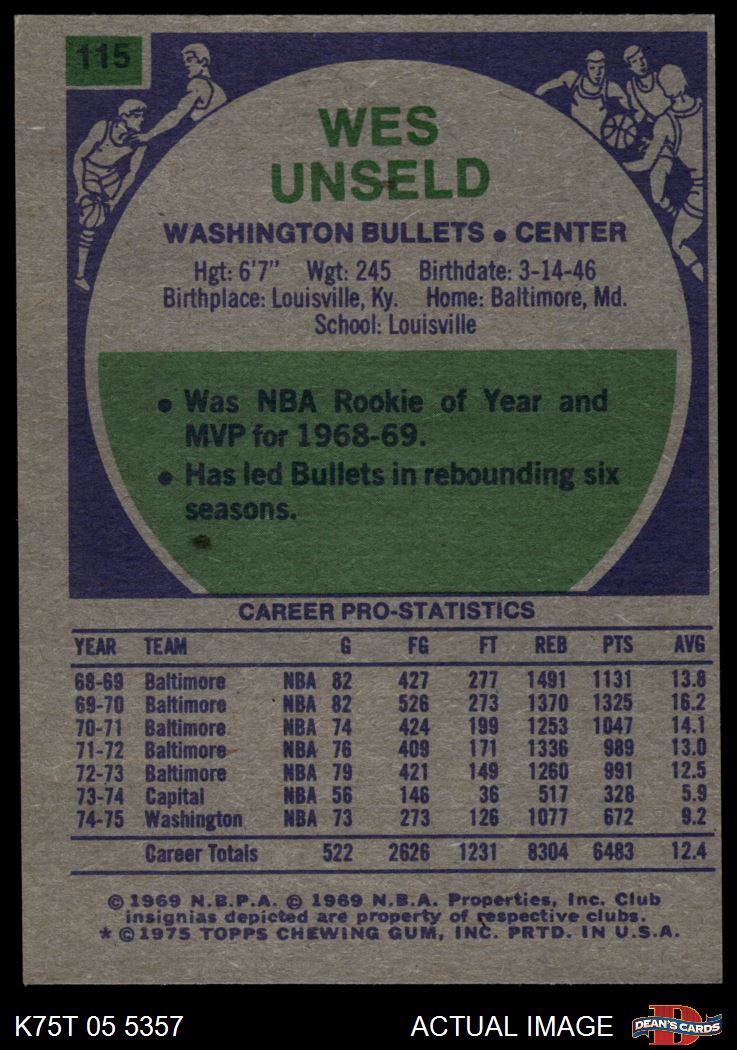 115
WES
UNSELD
WASHINGTON BULLETS • CENTER
Hgt: 6'7" Wgt: 245 Birthdate: 3-14-46
Birthplace: Louisville, Ky. Home: Baltimore, Md.
School: Louisville
• Was NBA Rookie of Year and
MVP for 1968-69.
• Has led Bullets in rebounding six
seasons.
CAREER PRO-STATISTICS
YEAR TEAM G FG FT REB PTS AVG
68-69 Baltimore NBA 82 427 277 1491 1131 13.8
69-70 Baltimore NBA 82 526 273 1370 1325 16.2
70-71 Baltimore NBA 74 424 199 1253 1047 14.1
71-72 Baltimore NBA 76 409 171 1336 989 13.0
72-73 Baltimore NBA 79 421 149 1260 991 12.5
73-74 Capital NBA 56 146 36 517 328 5.9
74-75 Washington NBA 73 273 126 1077 672 9.2
Career Totals 522 2626 1231 8304 6483 12.4
© 1969 N.B.P.A. © 1969 N.B.A. Properties, Inc. Club
insignias depicted are property of respective clubs.
* © 1975 TOPPS CHEWING GUM, INC. PRTD. IN U.S.A.
K75T 05 5357 ACTUAL IMAGE DEAN'S CARDS